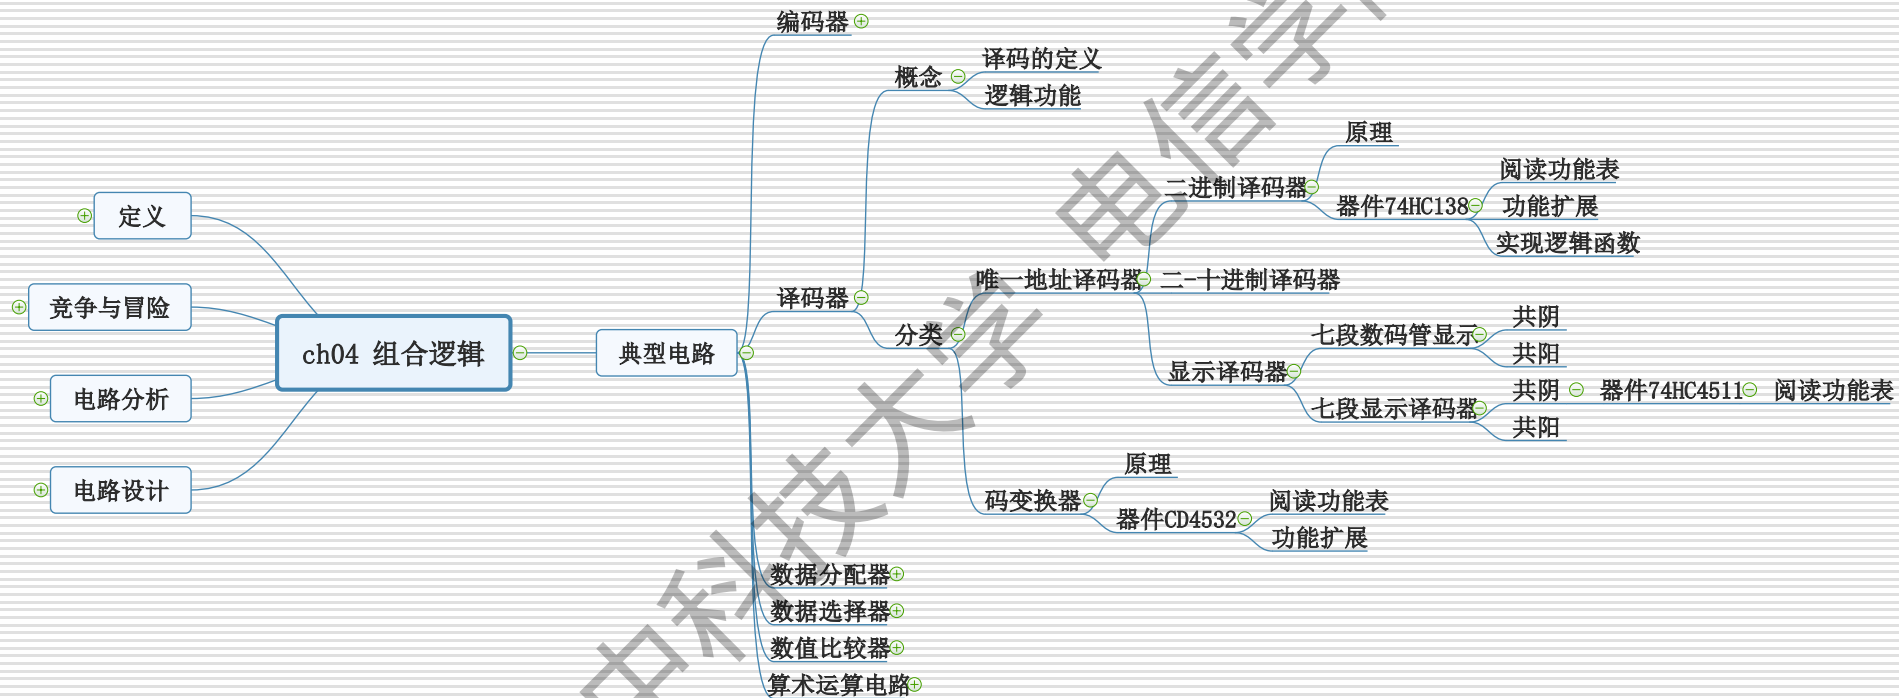 定义
竞争与冒险
电路分析
电路设计
ch04 组合逻辑
典型电路
编码器
译码器
概念
译码的定义
逻辑功能
分类
唯一地址译码器
二进制译码器
原理
器件74HC138
阅读功能表
功能扩展
实现逻辑函数
二-十进制译码器
显示译码器
七段数码管显示
共阴
共阳
七段显示译码器
共阴
器件74HC4511
阅读功能表
共阳
码变换器
原理
器件CD4532
阅读功能表
功能扩展
数据分配器
数据选择器
数值比较器
算术运算电路
中科技大学 电信学